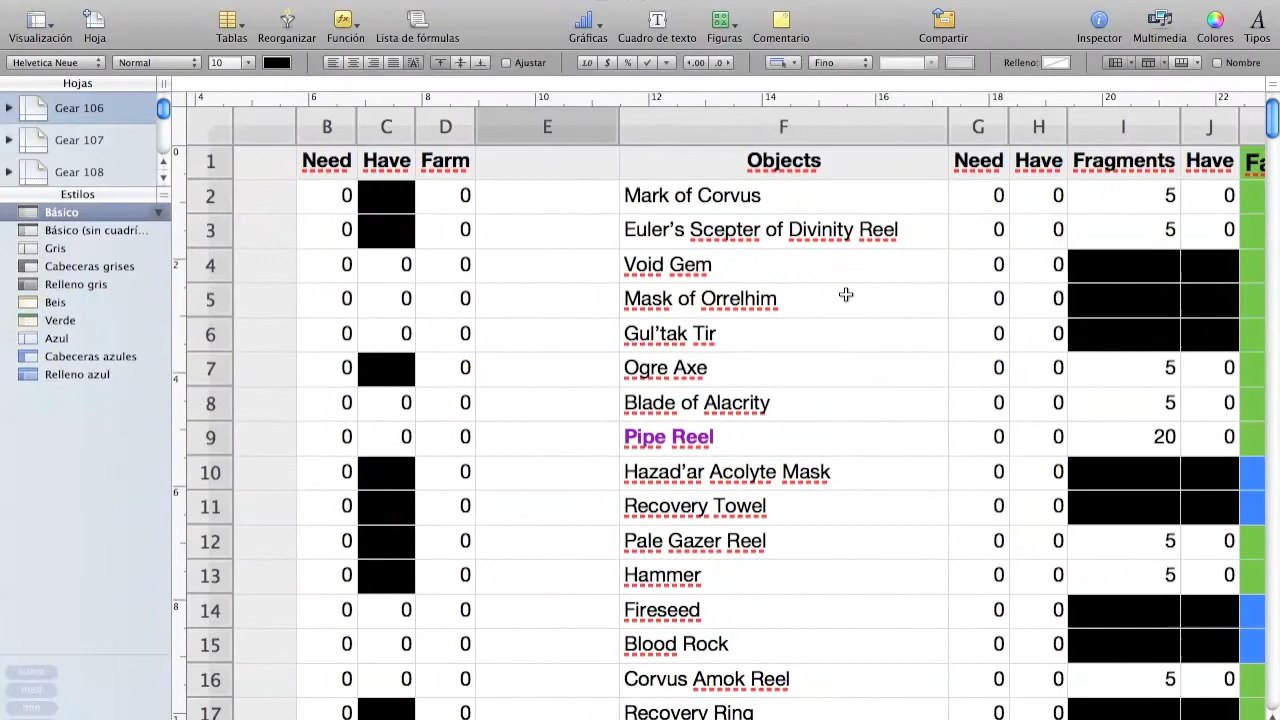 Visualización Hoja Tablas Reorganizar Función Lista de fórmulas Gráficas Cuadro de texto Figuras Comentario Compartir Inspector Multimedia Colores Tipos
Helvetica Neue Normal 10 Ajustar 1.0 $ % ✓ +.00 .0 Fino Relleno: Nombre
Hojas
Gear 106
Gear 107
Gear 108
Estilos
Básico
Básico (sin cuadrí...
Gris
Cabeceras grises
Relleno gris
Beis
Verde
Azul
Cabeceras azules
Relleno azul
4 6 8 10 12 14 16 18 20 22
0 2 4 6 8
B C D E F G H I J
1 Need Have Farm Objects Need Have Fragments Have Fa
2 0 0 Mark of Corvus 0 0 5 0
3 0 0 Euler’s Scepter of Divinity Reel 0 0 5 0
4 0 0 0 Void Gem 0 0
5 0 0 0 Mask of Orrelhim 0 0
6 0 0 0 Gul’tak Tir 0 0
7 0 0 Ogre Axe 0 0 5 0
8 0 0 0 Blade of Alacrity 0 0 5 0
9 0 0 0 Pipe Reel 0 0 20 0
10 0 0 Hazad’ar Acolyte Mask 0 0
11 0 0 Recovery Towel 0 0
12 0 0 Pale Gazer Reel 0 0 5 0
13 0 0 Hammer 0 0 5 0
14 0 0 0 Fireseed 0 0
15 0 0 0 Blood Rock 0 0
16 0 0 0 Corvus Amok Reel 0 0 5 0
17 0 0 Recovery Ring 0 0